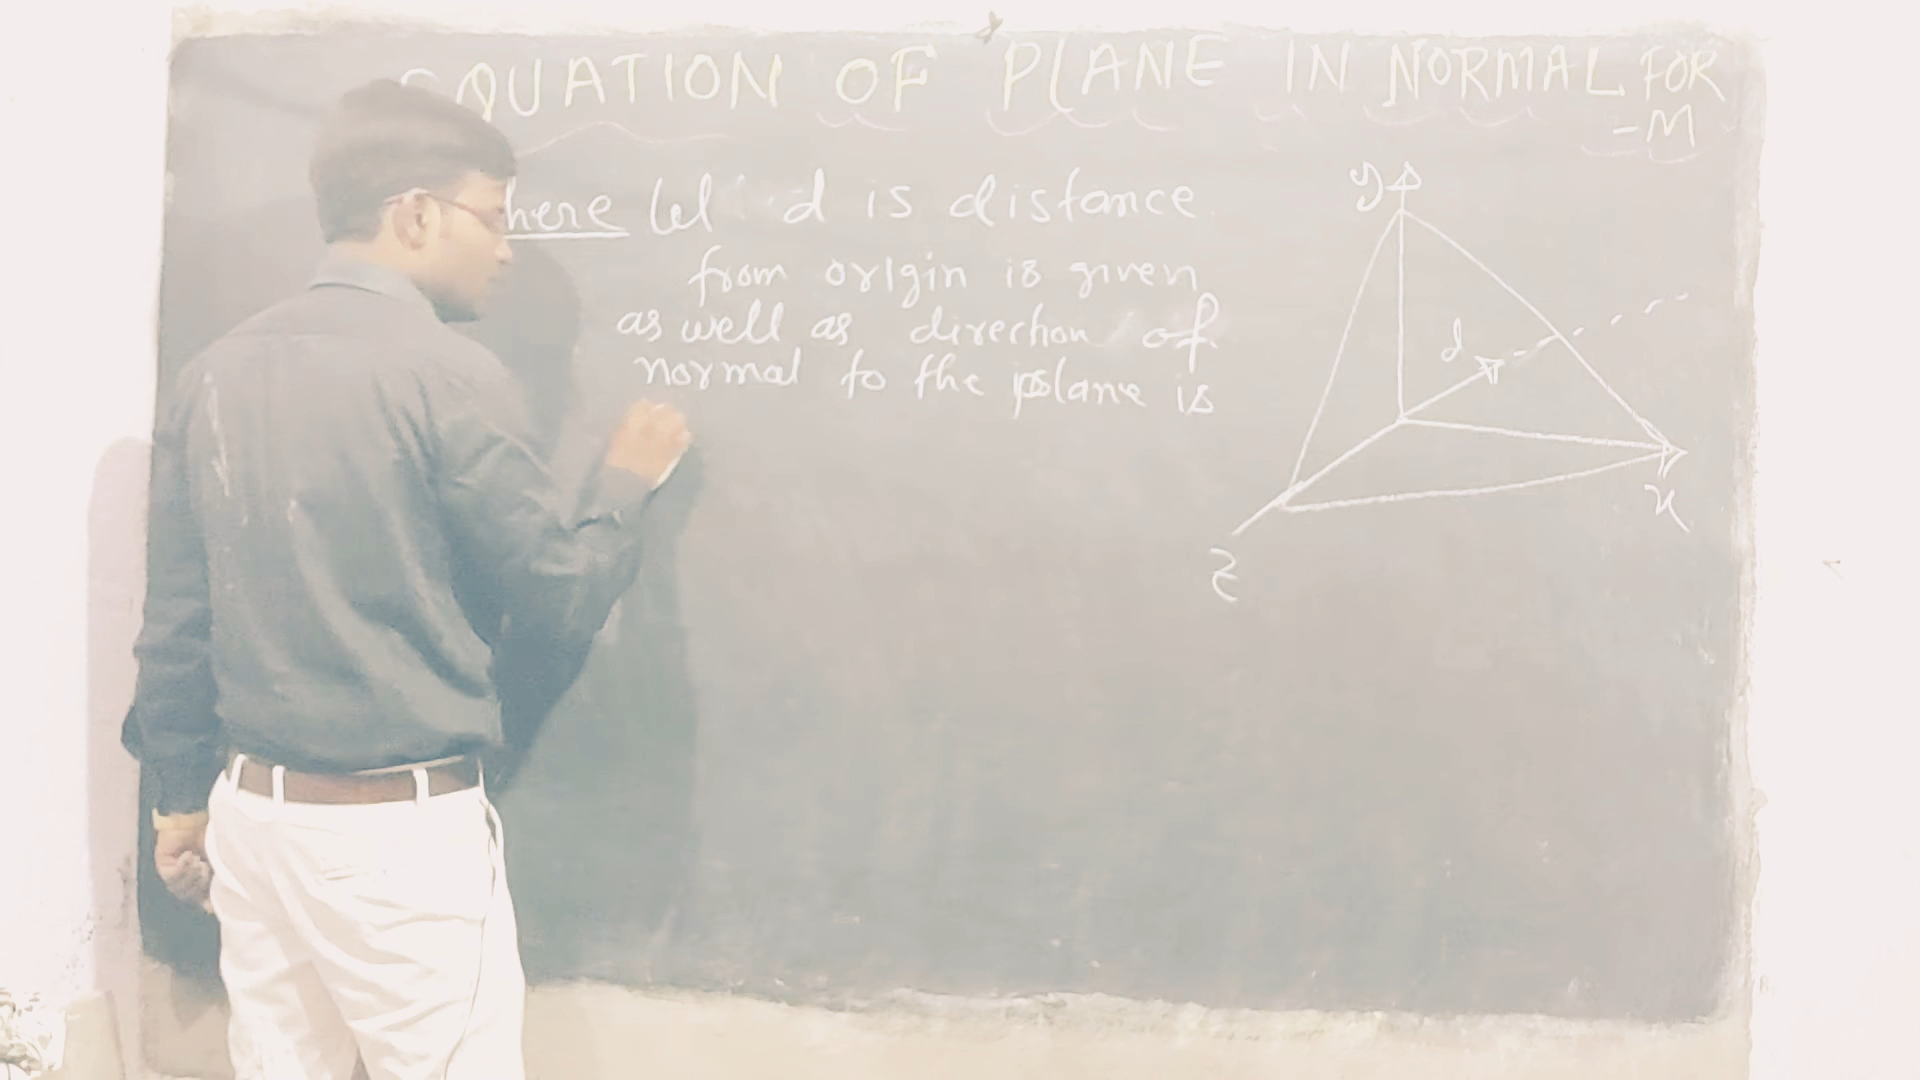 EQUATION OF PLANE IN NORMAL FOR
-M
here let d is distance
from origin is given
as well as direction of
normal to the plane is
y
d
x
z